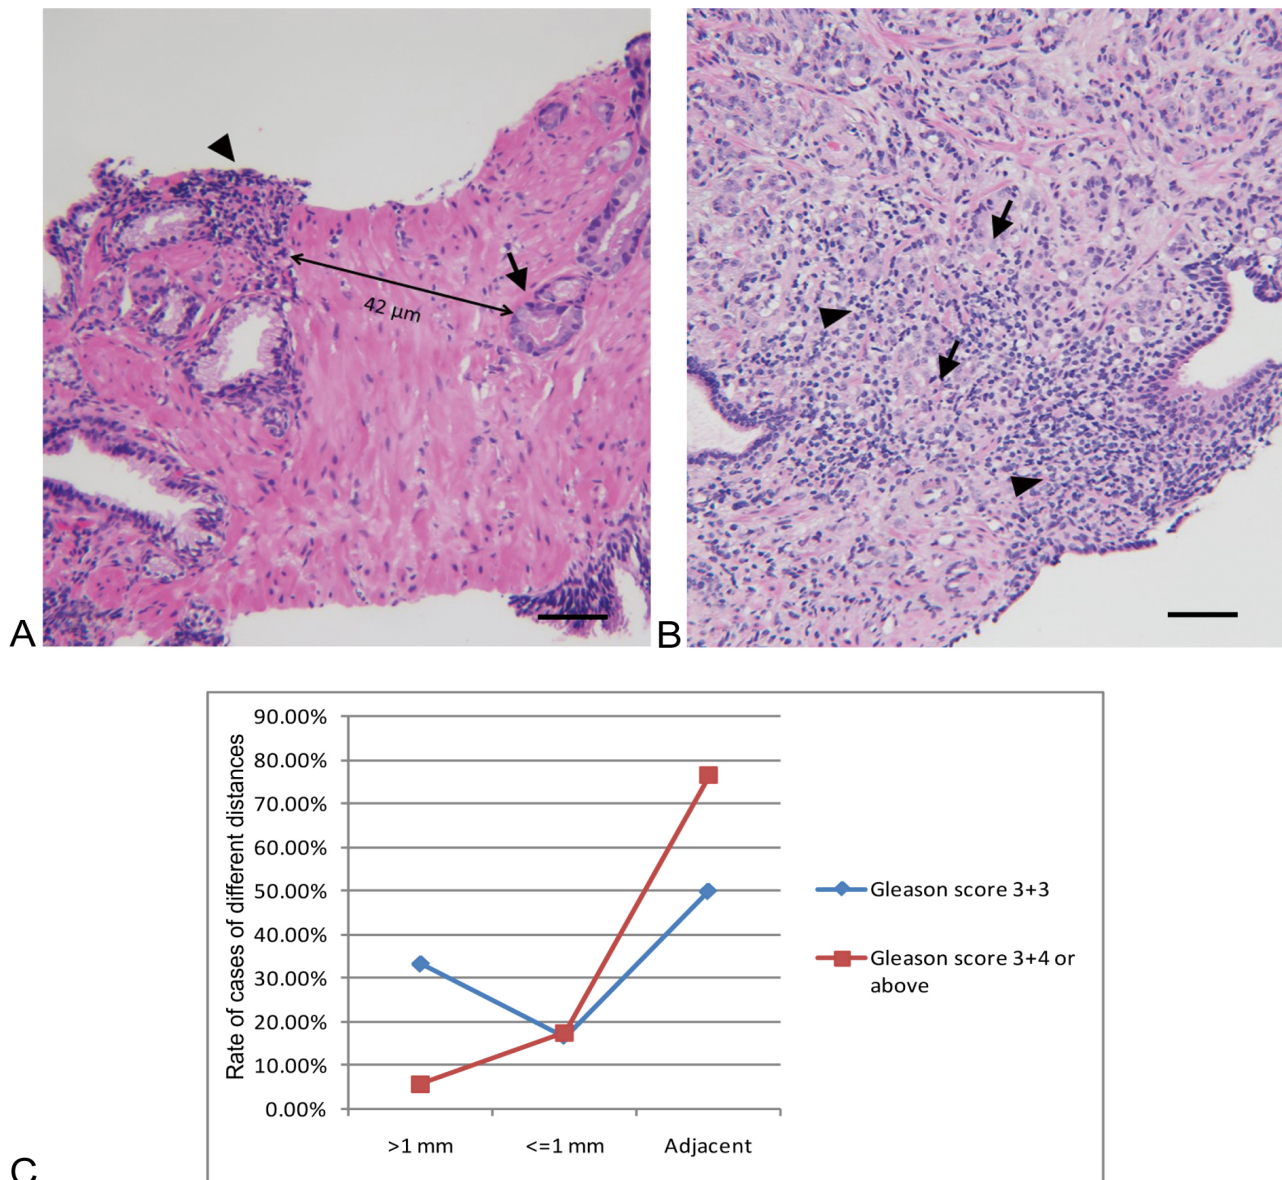 42 µm
A
B
Rate of cases of different distances
90.00%
80.00%
70.00%
60.00%
50.00%
40.00%
30.00%
20.00%
10.00%
0.00%
>1 mm
<=1 mm
Adjacent
Gleason score 3+3
Gleason score 3+4 or
above
C